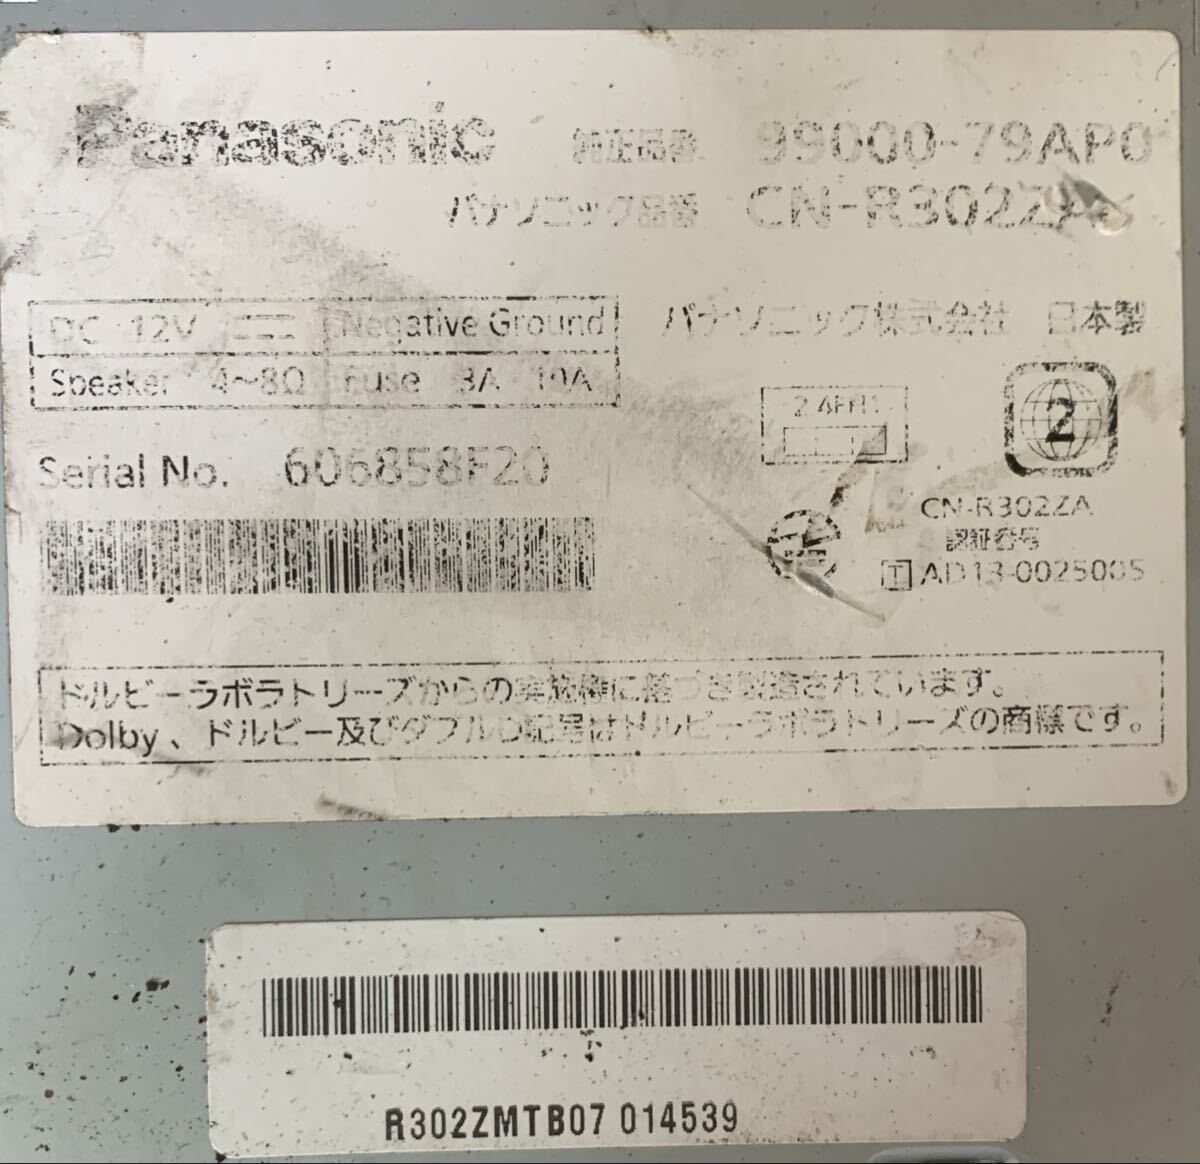 Panasonic 純正品番 99000-79AP0
パナソニック品番 CN-R302ZA
DC 12V Negative Ground
Speaker 4~8Ω Fuse 3A 10A
パナソニック株式会社 日本製
2.4FH1
2
Serial No. 606858F20
CN-R302ZA
認証番号
T AD13-0025005
ドルビーラボラトリーズからの実施権に基づき製造されています。
Dolby、ドルビー及びダブルD記号はドルビーラボラトリーズの商標です。
R302ZMTB07 014539